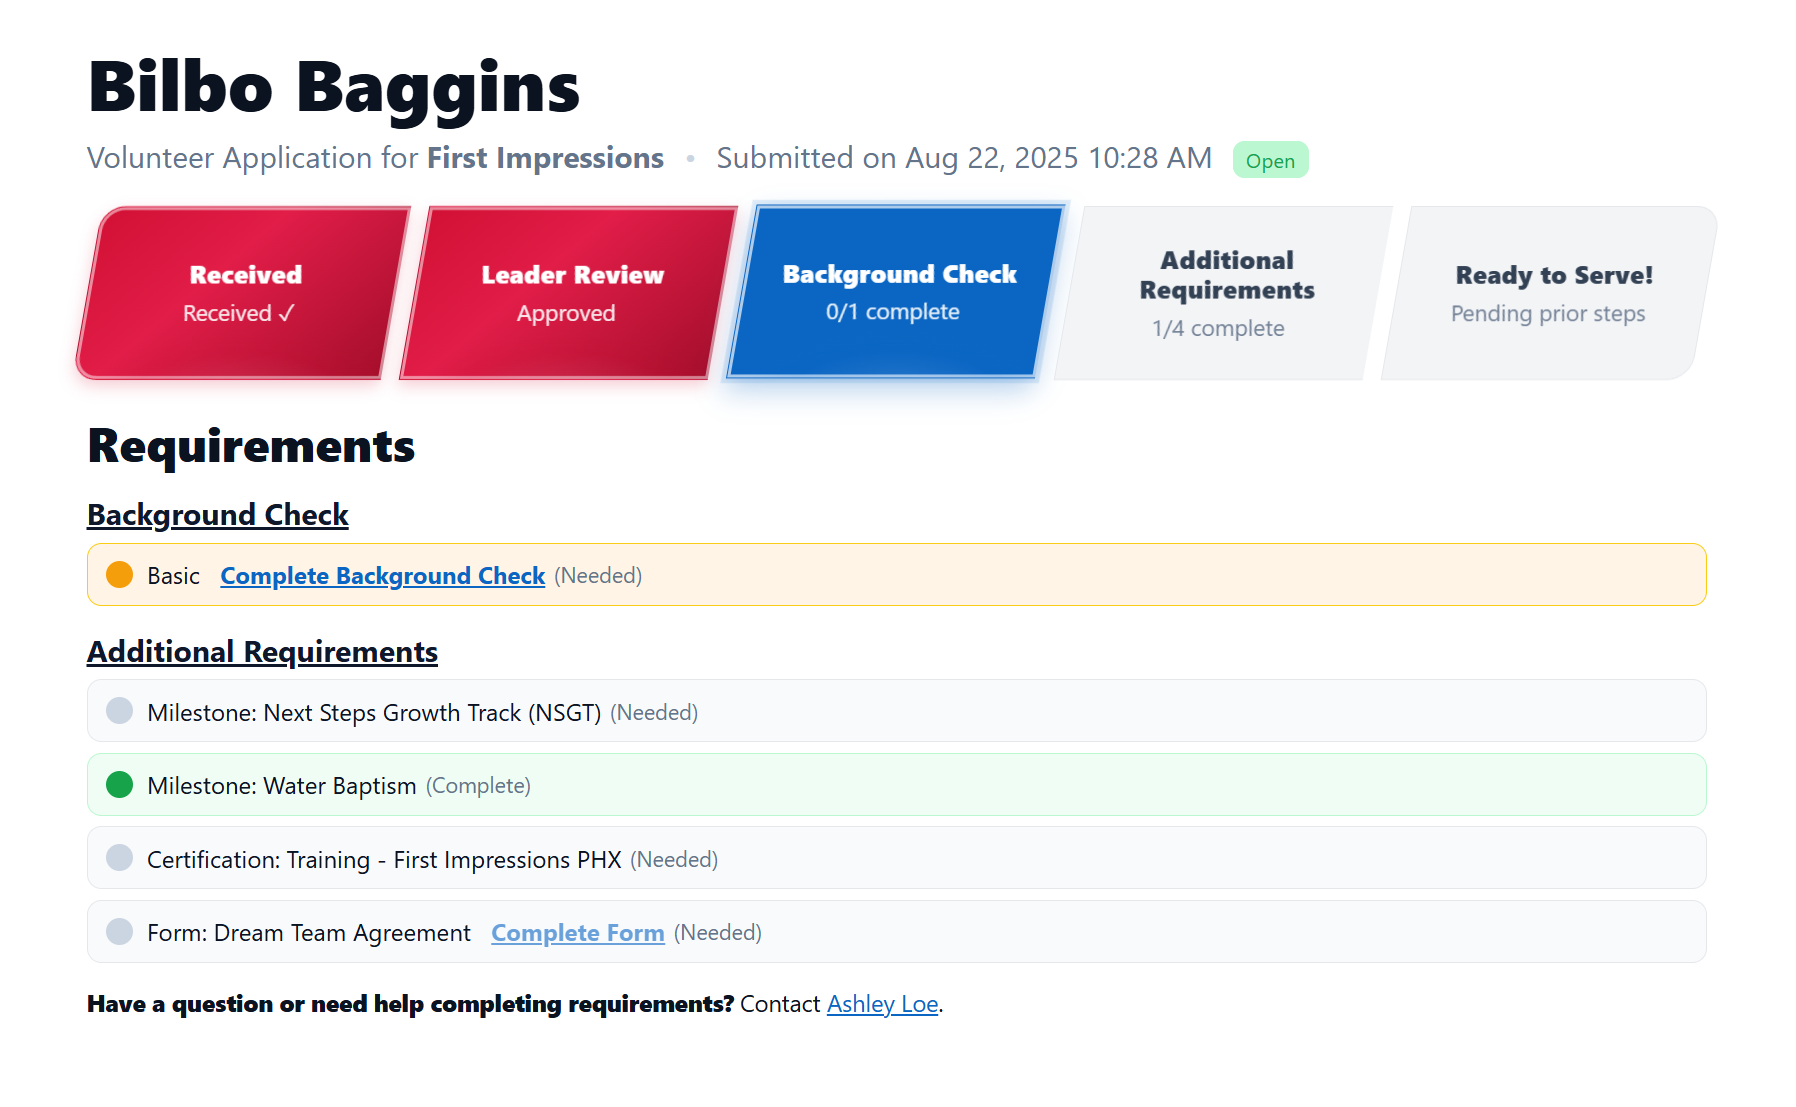 Bilbo Baggins
Volunteer Application for First Impressions • Submitted on Aug 22, 2025 10:28 AM Open
Received
Received ✓
Leader Review
Approved
Background Check
0/1 complete
Additional
Requirements
1/4 complete
Ready to Serve!
Pending prior steps
Requirements
Background Check
Basic Complete Background Check (Needed)
Additional Requirements
Milestone: Next Steps Growth Track (NSGT) (Needed)
Milestone: Water Baptism (Complete)
Certification: Training - First Impressions PHX (Needed)
Form: Dream Team Agreement Complete Form (Needed)
Have a question or need help completing requirements? Contact Ashley Loe.